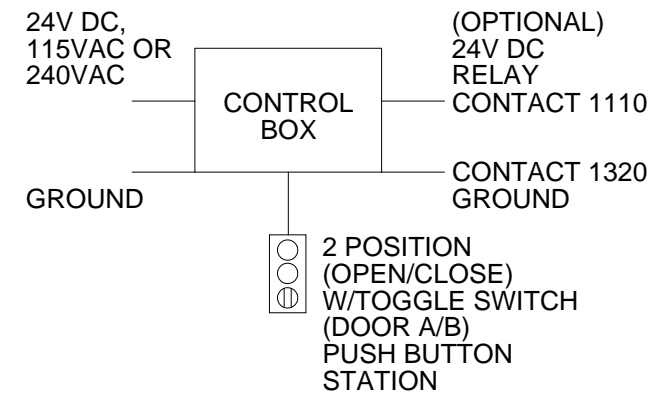 24V DC,
115VAC OR
240VAC
GROUND
CONTROL
BOX
(OPTIONAL)
24V DC
RELAY
CONTACT 1110
CONTACT 1320
GROUND
2 POSITION
(OPEN/CLOSE)
W/TOGGLE SWITCH
(DOOR A/B)
PUSH BUTTON
STATION